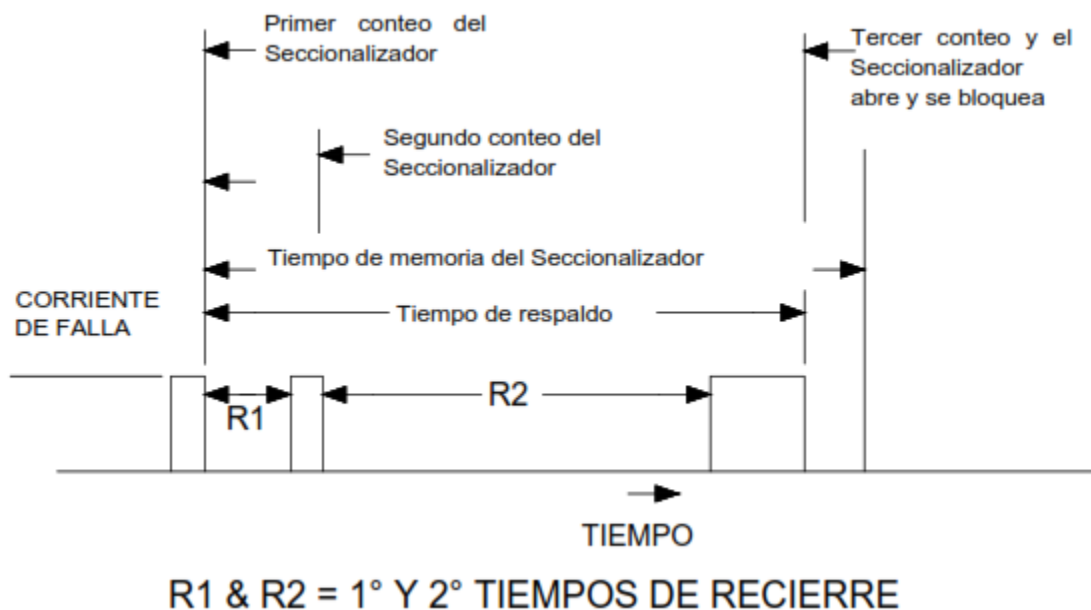 Primer conteo del
Seccionalizador
Tercer conteo y el
Seccionalizador
abre y se bloquea
Segundo conteo del
Seccionalizador
Tiempo de memoria del Seccionalizador
CORRIENTE
DE FALLA
Tiempo de respaldo
R1
R2
TIEMPO
R1 & R2 = 1° Y 2° TIEMPOS DE RECIERRE